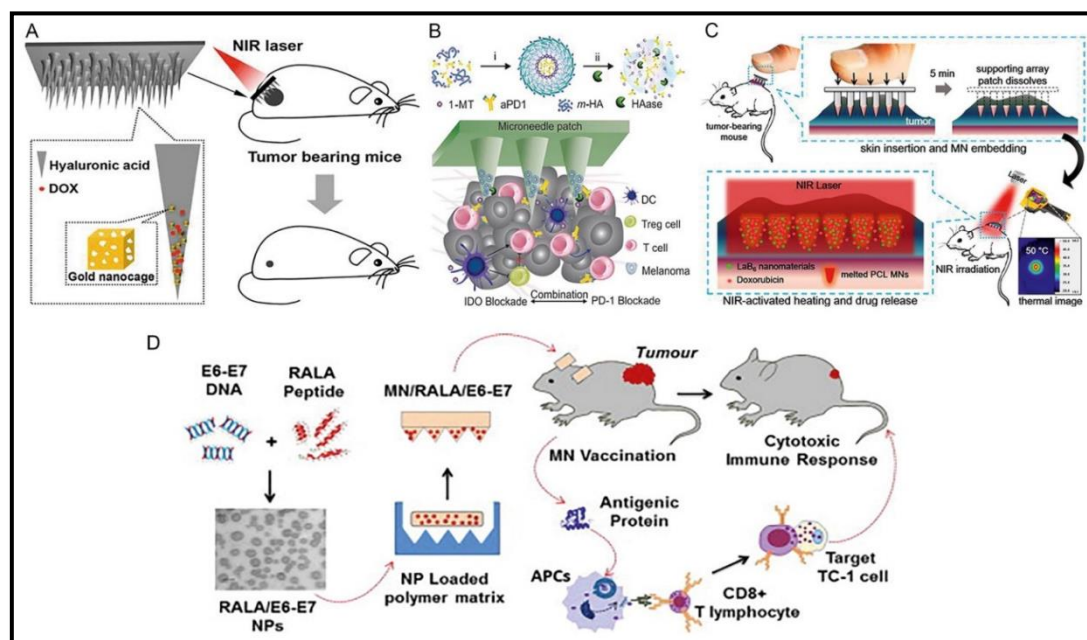 A
NIR laser
Hyaluronic acid
DOX
Gold nanocage
Tumor bearing mice
B
i
ii
1-MT
aPD1
m-HA
HAase
Microneedle patch
DC
Treg cell
T cell
Melanoma
IDO Blockade
Combination
PD-1 Blockade
C
tumor-bearing
mouse
5 min
supporting array
patch dissolves
tumor
skin insertion and MN embedding
NIR Laser
LaB6 nanomaterials
Doxorubicin
melted PCL MNs
NIR-activated heating and drug release
Laser
NIR irradiation
50 °C
thermal image
D
E6-E7
DNA
+
RALA
Peptide
RALA/E6-E7
NPs
MN/RALA/E6-E7
NP Loaded
polymer matrix
Tumour
MN Vaccination
Cytotoxic
Immune Response
Antigenic
Protein
APCs
CD8+
T lymphocyte
Target
TC-1 cell